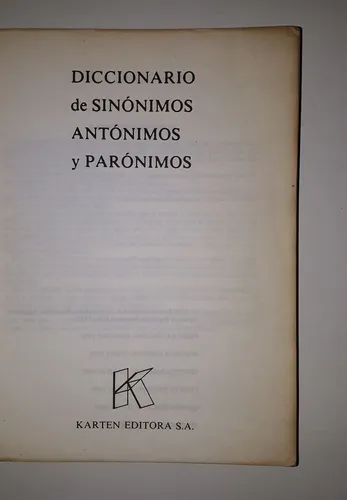 DICCIONARIO
de SINÓNIMOS
ANTÓNIMOS
y PARÓNIMOS
KARTEN EDITORA S.A.